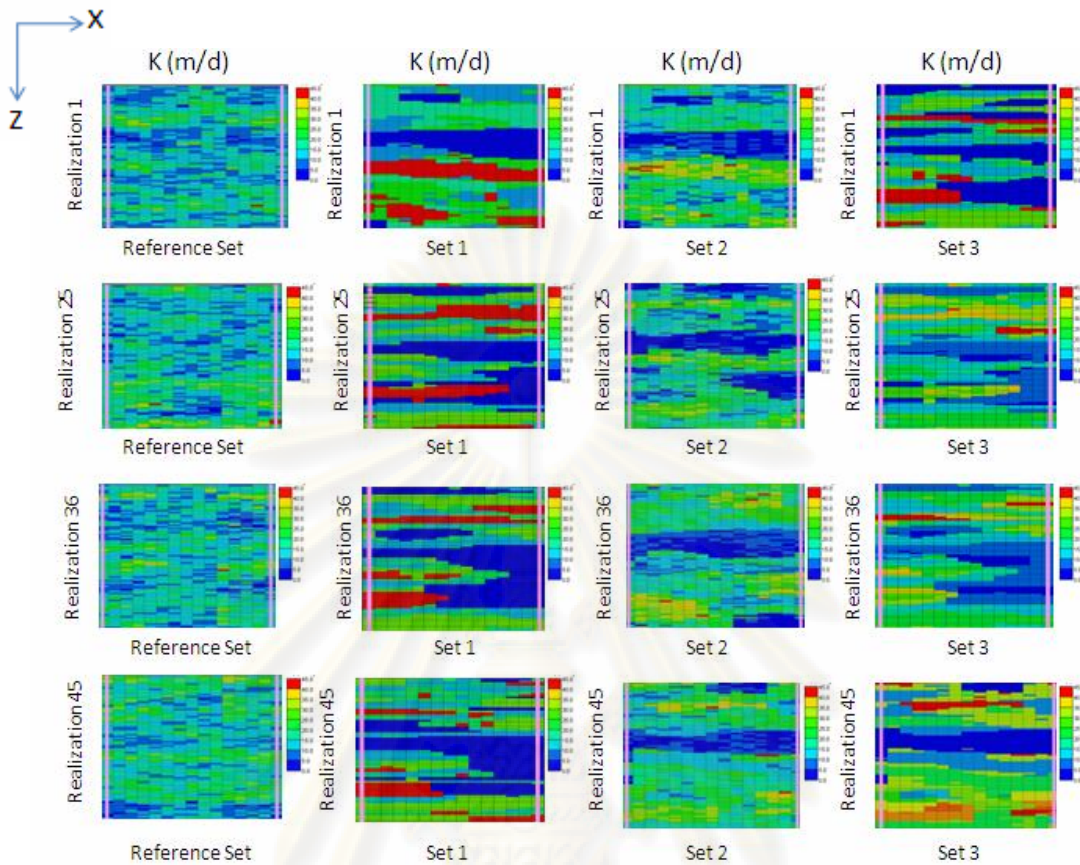 X
Z
K (m/d) K (m/d) K (m/d) K (m/d)
Realization 1 Realization 1 Realization 1 Realization 1
Reference Set Set 1 Set 2 Set 3
Realization 25 Realization 25 Realization 25 Realization 25
Reference Set Set 1 Set 2 Set 3
Realization 36 Realization 36 Realization 36 Realization 36
Reference Set Set 1 Set 2 Set 3
Realization 45 Realization 45 Realization 45 Realization 45
Reference Set Set 1 Set 2 Set 3